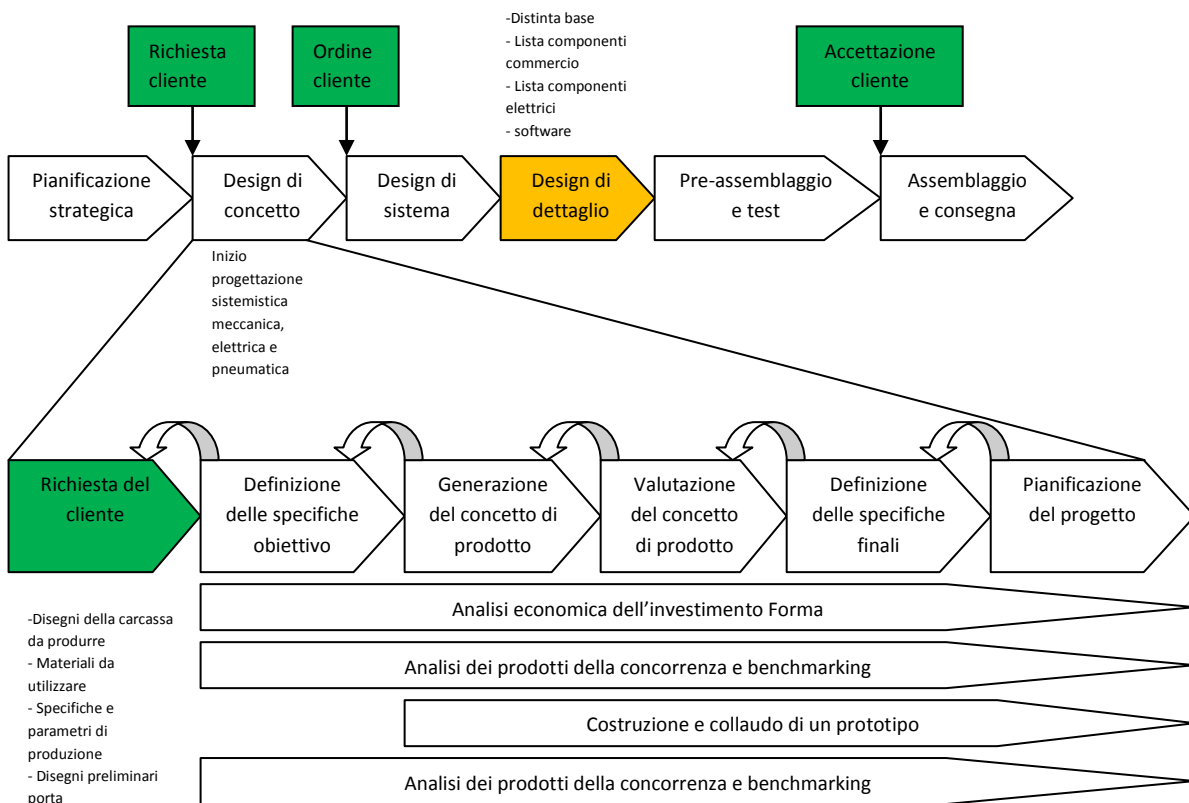 -Distinta base
- Lista componenti
commercio
- Lista componenti
elettrici
- software
Richiesta
cliente
Ordine
cliente
Accettazione
cliente
Pianificazione
strategica
Design di
concetto
Design di
sistema
Design di
dettaglio
Pre-assemblaggio
e test
Assemblaggio
e consegna
Inizio
progettazione
sistemistica
meccanica,
elettrica e
pneumatica
Richiesta del
cliente
Definizione
delle specifiche
obiettivo
Generazione
del concetto di
prodotto
Valutazione
del concetto
di prodotto
Definizione
delle specifiche
finali
Pianificazione
del progetto
-Disegni della carcassa
da produrre
- Materiali da
utilizzare
- Specifiche e
parametri di
produzione
- Disegni preliminari
porta
Analisi economica dell’investimento Forma
Analisi dei prodotti della concorrenza e benchmarking
Costruzione e collaudo di un prototipo
Analisi dei prodotti della concorrenza e benchmarking